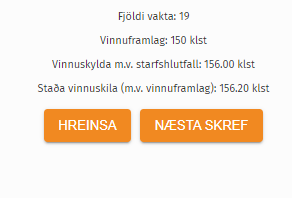 Fjöldi vakta: 19
Vinnuframlag: 150 klst
Vinnuskylda m.v. starfshlutfall: 156.00 klst
Staða vinnuskila (m.v. vinnuframlag): 156.20 klst
HREINSA NÆSTA SKREF